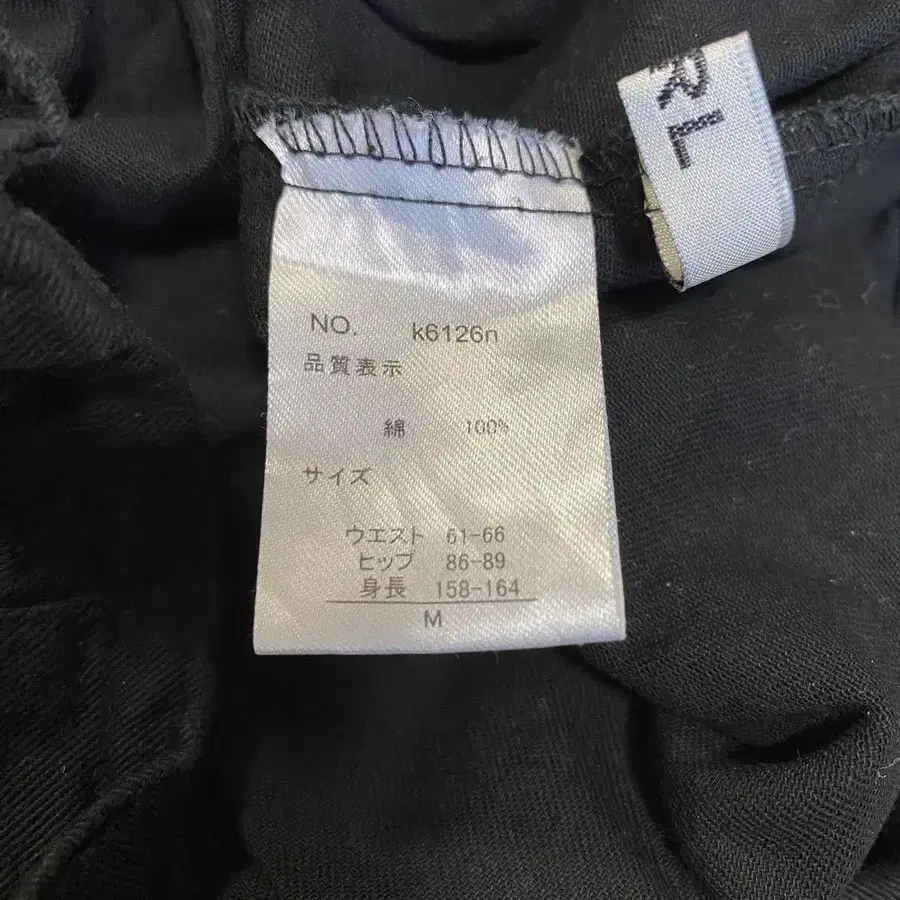 RL
NO. k6126n
品質表示
綿 100%
サイズ
ウエスト 61-66
ヒップ 86-89
身長 158-164
M